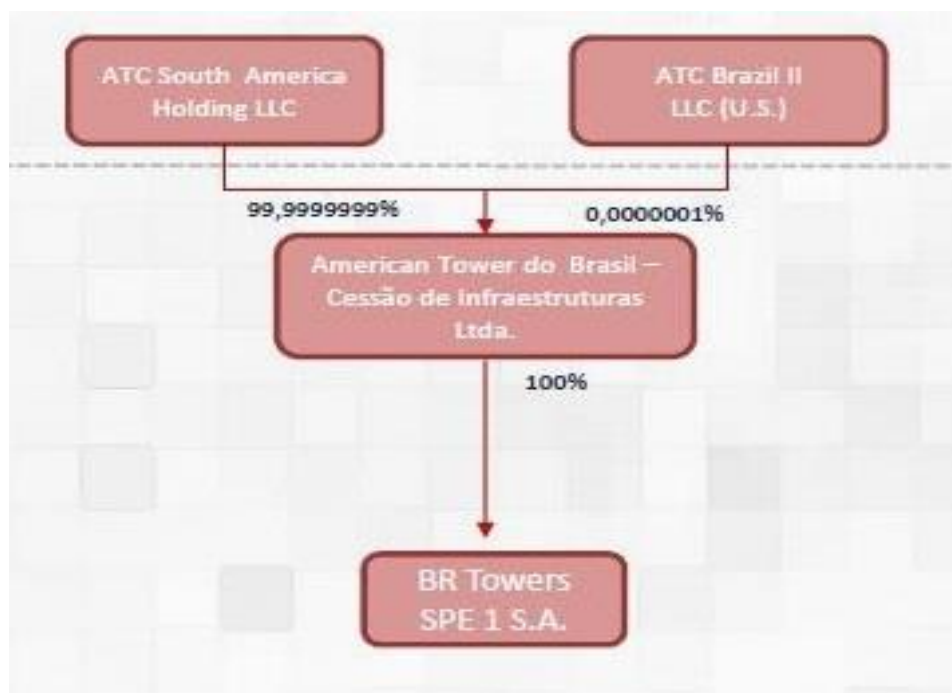 ATC South America
Holding LLC
ATC Brazil II
LLC (U.S.)
99,9999999%
0,0000001%
American Tower do Brasil –
Cessão de Infraestruturas
Ltda.
100%
BR Towers
SPE 1 S.A.